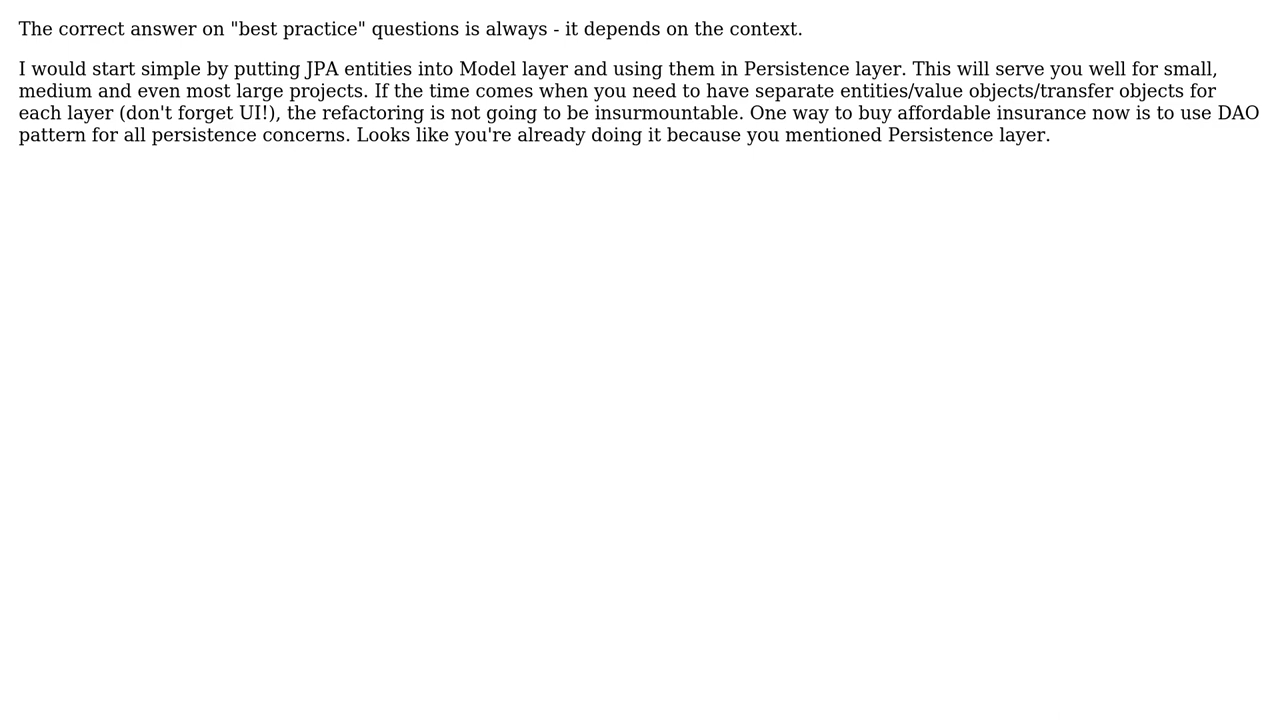 The correct answer on "best practice" questions is always - it depends on the context.
I would start simple by putting JPA entities into Model layer and using them in Persistence layer. This will serve you well for small,
medium and even most large projects. If the time comes when you need to have separate entities/value objects/transfer objects for
each layer (don't forget UI!), the refactoring is not going to be insurmountable. One way to buy affordable insurance now is to use DAO
pattern for all persistence concerns. Looks like you're already doing it because you mentioned Persistence layer.